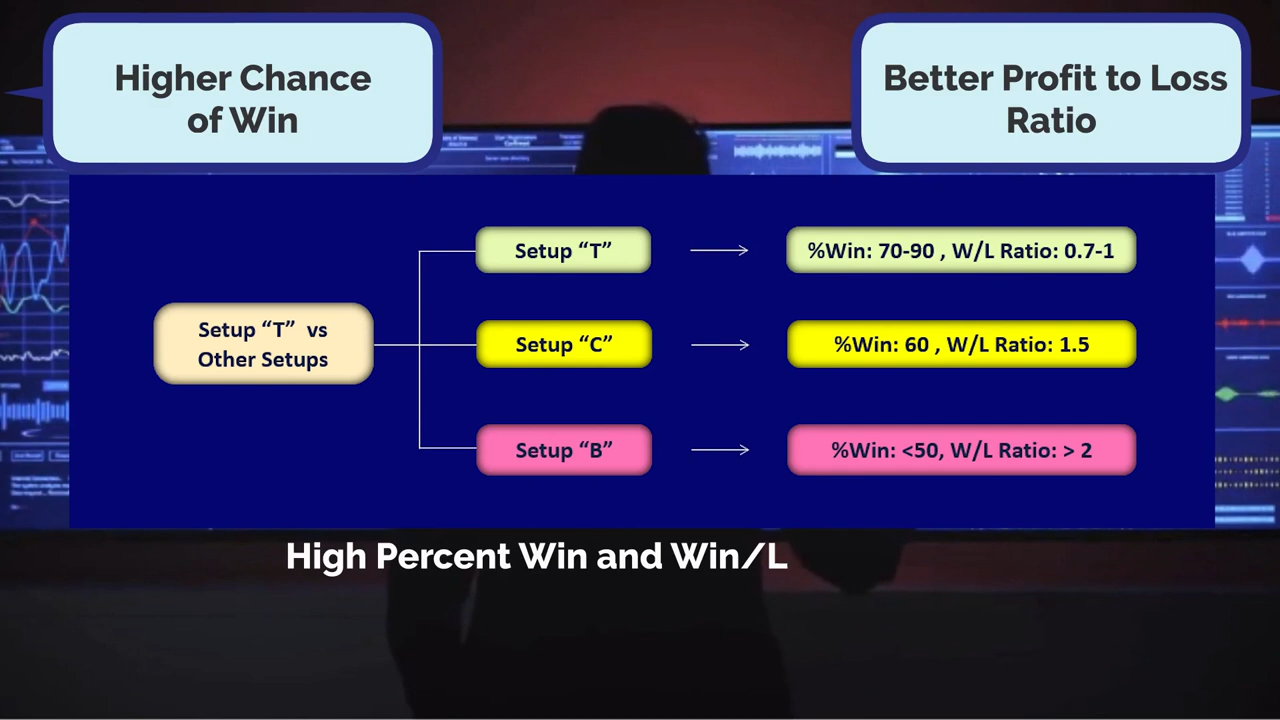 Higher Chance
of Win
Better Profit to Loss
Ratio
Setup “T” vs
Other Setups
Setup “T”
%Win: 70-90 , W/L Ratio: 0.7-1
Setup “C”
%Win: 60 , W/L Ratio: 1.5
Setup “B”
%Win: <50, W/L Ratio: > 2
High Percent Win and Win/L